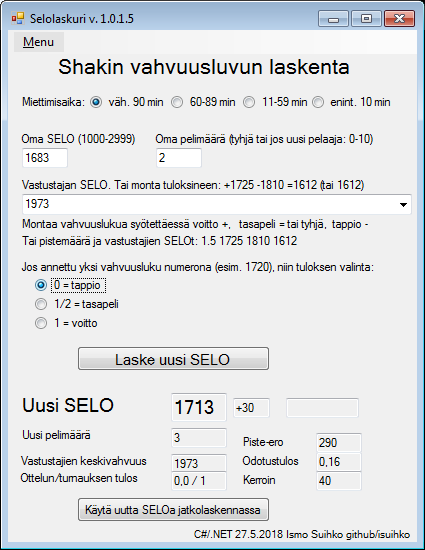 Selolaskuri v. 1.0.1.5
Menu
Shakin vahvuusluvun laskenta
Miettimisaika: väh. 90 min 60-89 min 11-59 min enint. 10 min
Oma SELO (1000-2999) Oma pelimäärä (tyhjä tai jos uusi pelaaja: 0-10)
1683 2
Vastustajan SELO. Tai monta tuloksineen: +1725 -1810 =1612 (tai 1612)
1973
Montaa vahvuuslukua syötettäessä voitto +, tasapeli = tai tyhjä, tappio -
Tai pistemäärä ja vastustajien SELOt: 1.5 1725 1810 1612
Jos annettu yksi vahvuusluku numerona (esim. 1720), niin tuloksen valinta:
0 = tappio
1/2 = tasapeli
1 = voitto
Laske uusi SELO
Uusi SELO 1713 +30
Uusi pelimäärä 3 Piste-ero 290
Vastustajien keskivahvuus 1973 Odotustulos 0,16
Ottelun/turnauksen tulos 0,0 / 1 Kerroin 40
Käytä uutta SELOa jatkolaskennassa
C#/.NET 27.5.2018 Ismo Suihko github/isuihko